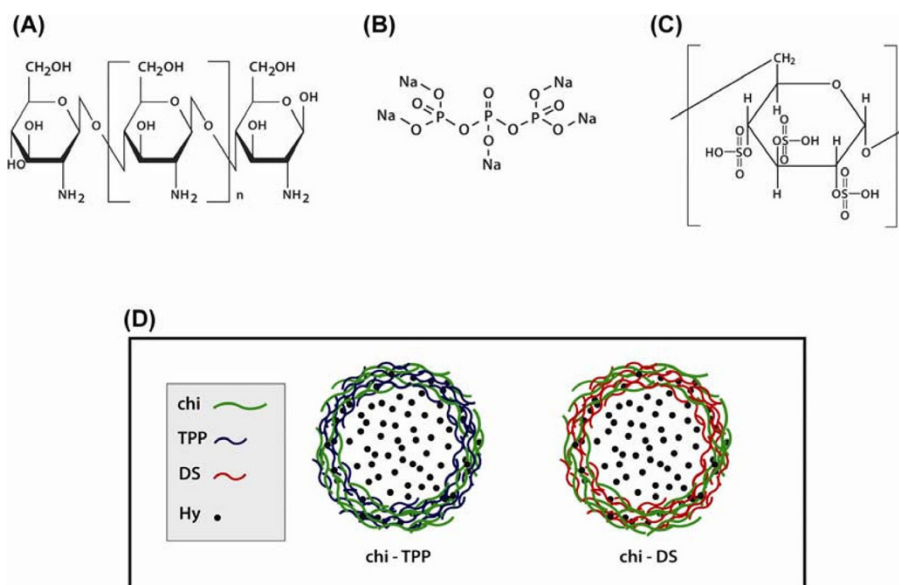 (A)
(B)
(C)
CH₂OH
CH₂OH
CH₂OH
O
O
O
OH
OH
OH
OH
O
O
HO
NH₂
NH₂
n
NH₂
Na
Na
O
O
O
O
O
Na
P
P
P
Na
O
O
O
O
O
Na
CH₂
O
H
H
H
O
O
HO-S-O
O
O
O
S-OH
O
H
O
H
H
O
OS-OH
O
(D)
chi
TPP
DS
Hy
chi - TPP
chi - DS